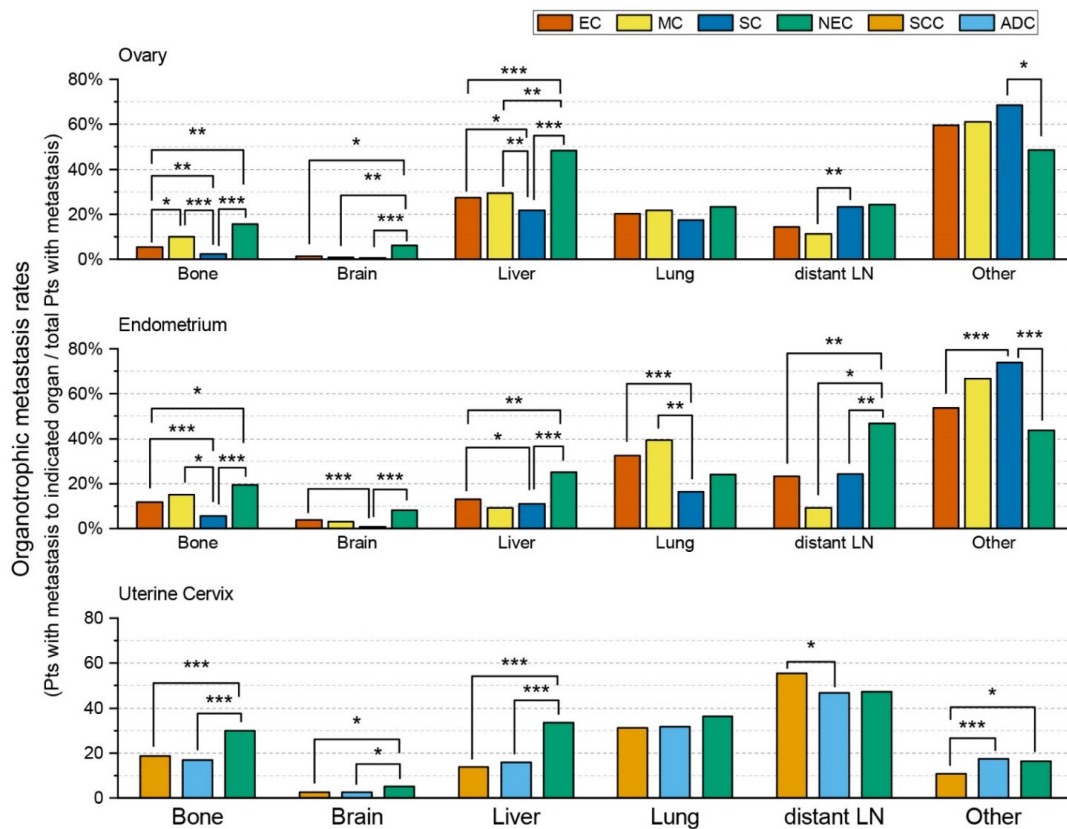 EC MC SC NEC SCC ADC
Organotrophic metastasis rates
(Pts with metastasis to indicated organ / total Pts with metastasis)
Ovary
80%
60%
40%
20%
0%
** ** * *** ***
* ** ***
*** ** * ** ***
**
*
Bone Brain Liver Lung distant LN Other
Endometrium
80%
60%
40%
20%
0%
* *** * ***
*** ***
** * ***
*** **
** * **
*** ***
Bone Brain Liver Lung distant LN Other
Uterine Cervix
80
60
40
20
0
*** ***
* *
*** ***
*
* ***
Bone Brain Liver Lung distant LN Other